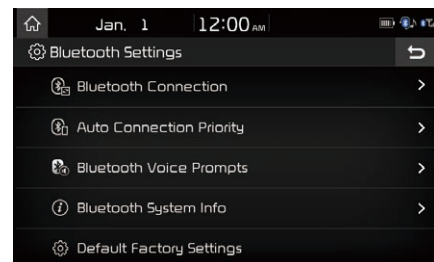 Jan. 1 12:00 AM
Bluetooth Settings
Bluetooth Connection
Auto Connection Priority
Bluetooth Voice Prompts
Bluetooth System Info
Default Factory Settings